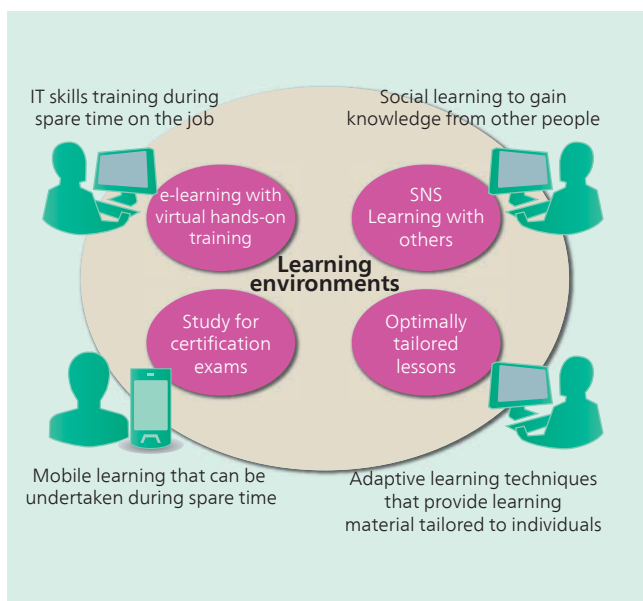 IT skills training during
spare time on the job
Social learning to gain
knowledge from other people
e-learning with
virtual hands-on
training
SNS
Learning with
others
Learning
environments
Study for
certification
exams
Optimally
tailored
lessons
Mobile learning that can be
undertaken during spare time
Adaptive learning techniques
that provide learning
material tailored to individuals